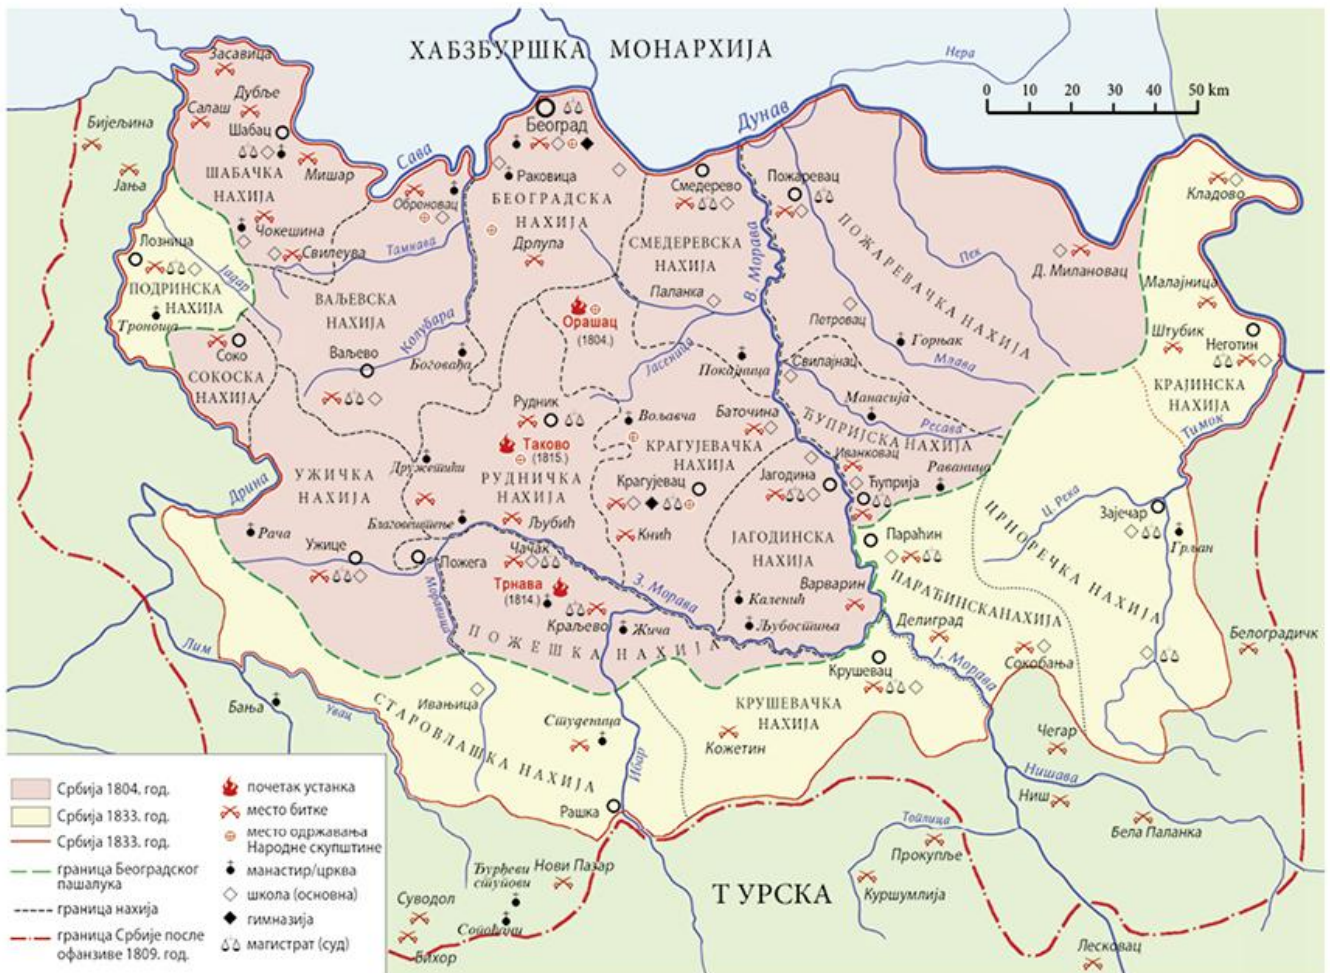 ХАБЗБУРШКА МОНАРХИЈА
Нера
0 10 20 30 40 50 km
Засавица
Дубље
Салаш
Шабац
Бијељина
Јања
Мишар
ШАБАЧКА
НАХИЈА
Сава
Београд
Дунав
Раковица
БЕОГРАДСКА
НАХИЈА
Обреновац
Дрлупа
Смедерево
СМЕДЕРЕВСКА
НАХИЈА
Паланка
Пожаревац
В. Морава
ПОЖАРЕВАЧКА НАХИЈА
Пек
Д. Милановац
Кладово
Малајница
Штубик
Неготин
КРАЈИНСКА
НАХИЈА
Тимок
Чокешина
Свилеува
Тамнава
Лозница
Јадар
ПОДРИНСКА
НАХИЈА
Троноша
ВАЉЕВСКА
НАХИЈА
Колубара
Ваљево
Боговађа
Соко
СОКОСКА
НАХИЈА
Орашац
(1804.)
Јасеница
Покајница
Петровац
Горњак
Млава
Свилајнац
Манасија
Ресава
ЋУПРИЈСКА НАХИЈА
Рудник
Таково
(1815.)
РУДНИЧКА
НАХИЈА
Вољавча
Баточина
КРАГУЈЕВАЧКА
НАХИЈА
Крагујевац
Јагодина
Иванковац
Ћуприја
Раваница
Дружетићи
УЖИЧКА
НАХИЈА
Дрина
Рача
Благовештење
Љубић
Кнић
ЈАГОДИНСКА
НАХИЈА
Параћин
Ц. Река
Зајечар
Грљан
ЦРНОРЕЧКА НАХИЈА
Ужице
Пожега
Чачак
Трнава
(1814.)
З. Морава
Варварин
ПАРАЋИНСКА НАХИЈА
Моравица
Краљево
Жича
Каленић
Љубостиња
Делиград
Сокобања
Белоградчк
ПОЖЕШКА НАХИЈА
Ј. Морава
Крушевац
КРУШЕВАЧКА
НАХИЈА
Лим
Бања
Увац
Ивањица
СТАРОВЛАШКА НАХИЈА
Студеница
Ибар
Кожетин
Чегар
Рашка
Нишава
Ниш
Бела Паланка
Прокупље
Куршумлија
ТУРСКА
Лесковац
Нови Пазар
Ђурђеви
ступови
Сопоћани
Суводол
Бихор
Србија 1804. год.
Србија 1833. год.
Србија 1833. год.
граница Београдског
пашалука
граница нахија
граница Србије после
офанзиве 1809. год.
почетак устанка
место битке
место одржавања
Народне скупштине
манастир/црква
школа (основна)
гимназија
магистрат (суд)